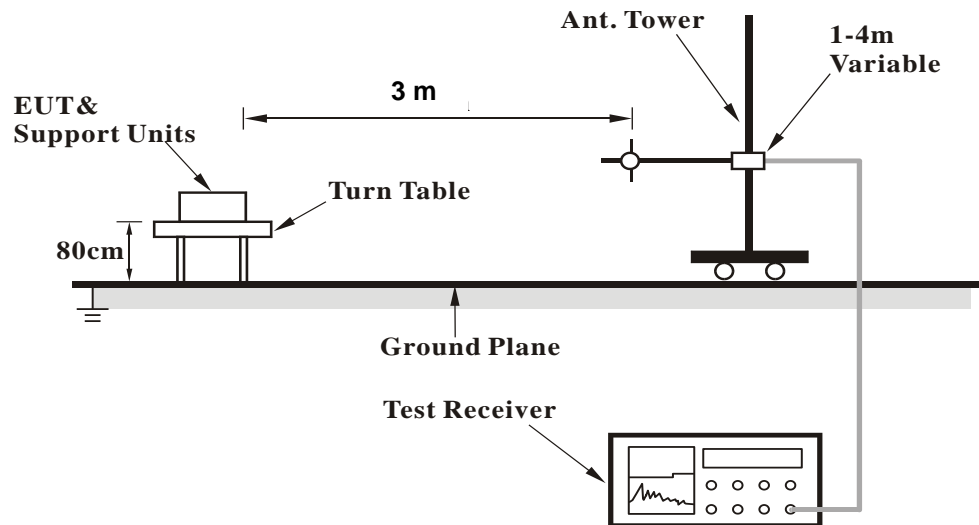 Ant. Tower
1-4m
Variable
3 m
EUT&
Support Units
Turn Table
80cm
Ground Plane
Test Receiver